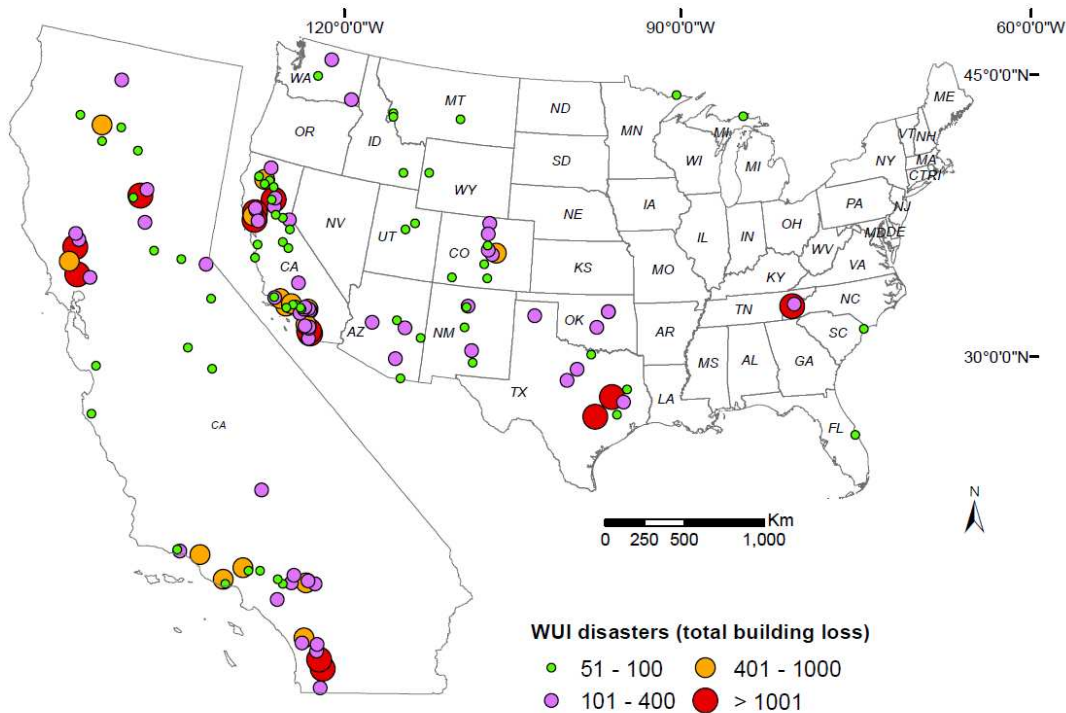 120°0'0"W 90°0'0"W 60°0'0"W
45°0'0"N
WA MT ND MN ME
OR ID SD WI MI MI VT NH
NY MA
CT RI
WY IA PA NJ
NV NE IL IN OH MD DE
UT CO WV
CA KS MO KY VA
AZ NM OK AR TN NC
SC
30°0'0"N
MS AL GA
TX LA
CA
FL
N
Km
0 250 500 1,000
WUI disasters (total building loss)
51 - 100 401 - 1000
101 - 400 > 1001